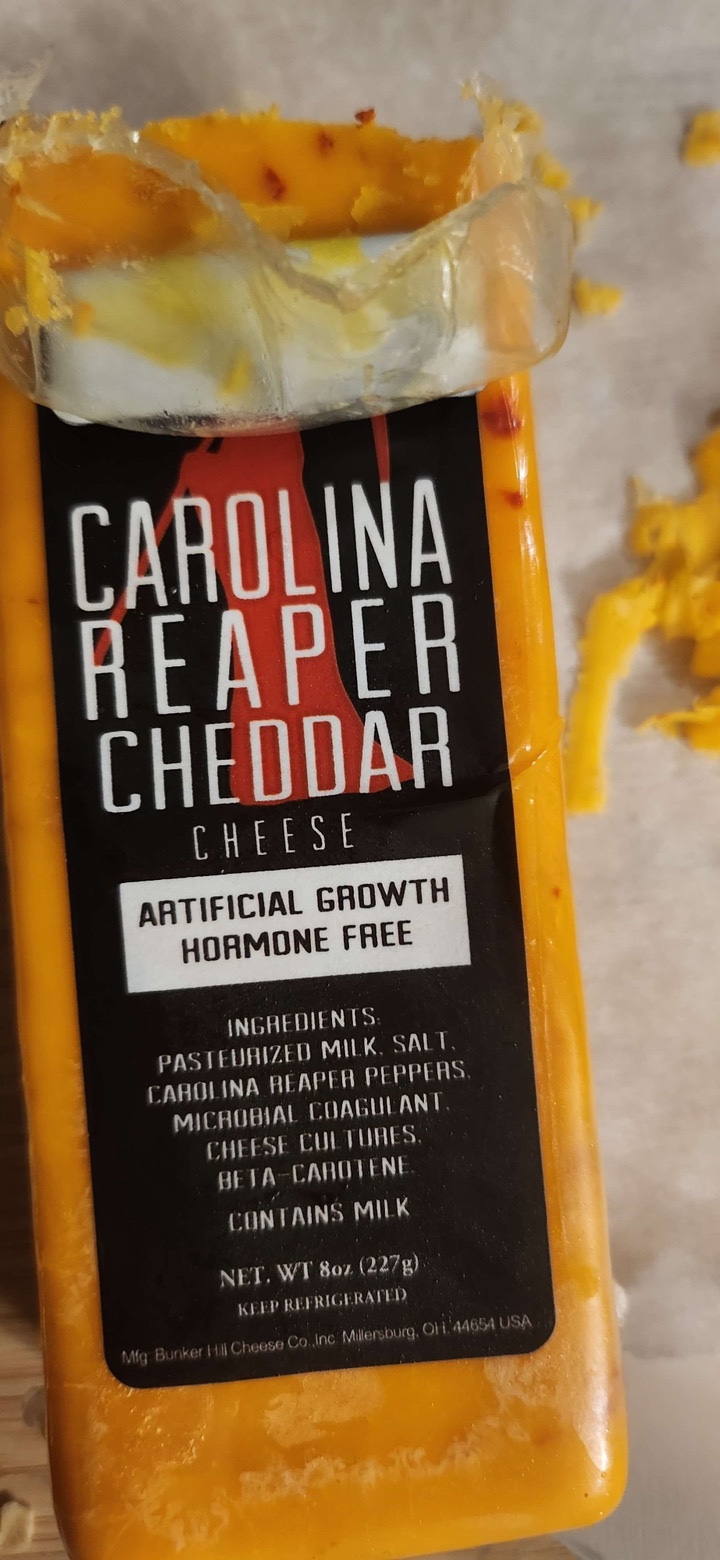 CAROLINA
REAPER
CHEDDAR
CHEESE
ARTIFICIAL GROWTH
HORMONE FREE
INGREDIENTS:
PASTEURIZED MILK, SALT,
CAROLINA REAPER PEPPERS,
MICROBIAL COAGULANT,
CHEESE CULTURES,
BETA-CAROTENE.
CONTAINS MILK
NET. WT 8oz (227g)
KEEP REFRIGERATED
Mfg: Bunker Hill Cheese Co.,Inc. Millersburg, OH 44654 USA